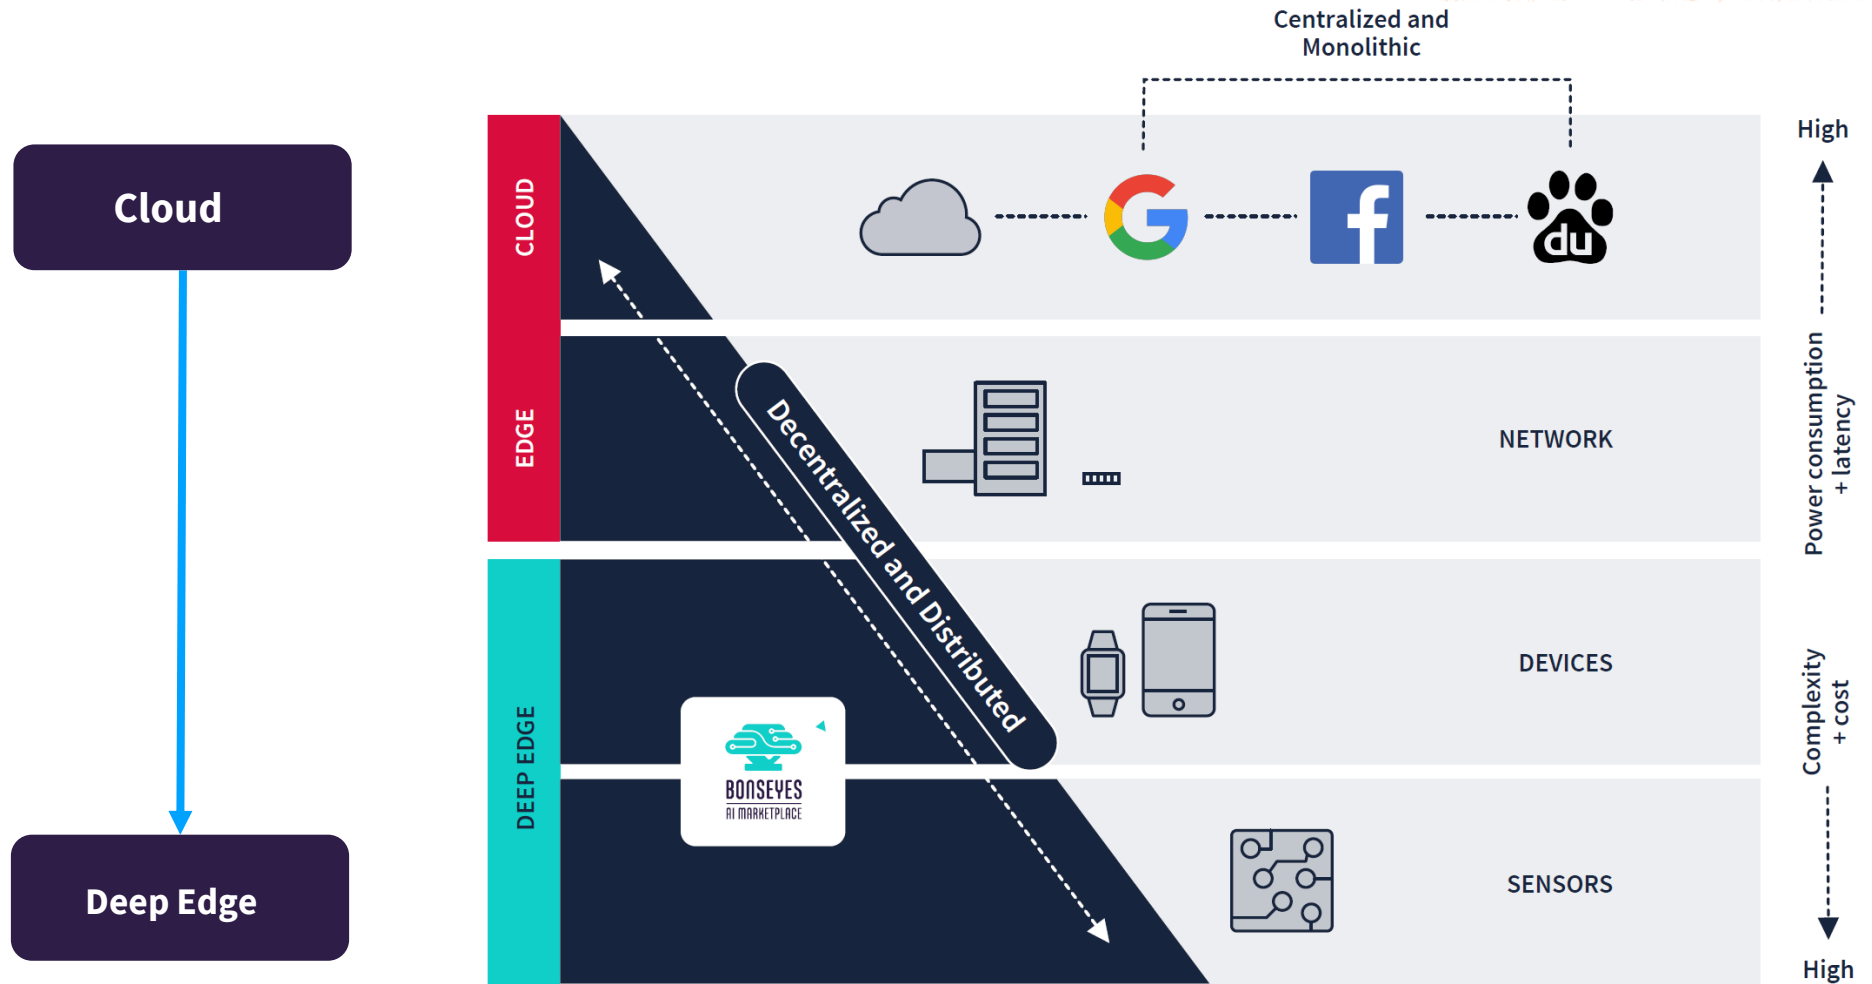 Centralized and
Monolithic
High
Cloud
CLOUD
du
EDGE
NETWORK
Power consumption
+ latency
Decentralized and Distributed
DEVICES
Complexity
+ cost
DEEP EDGE
BONSEYES
AI MARKETPLACE
Deep Edge
SENSORS
High